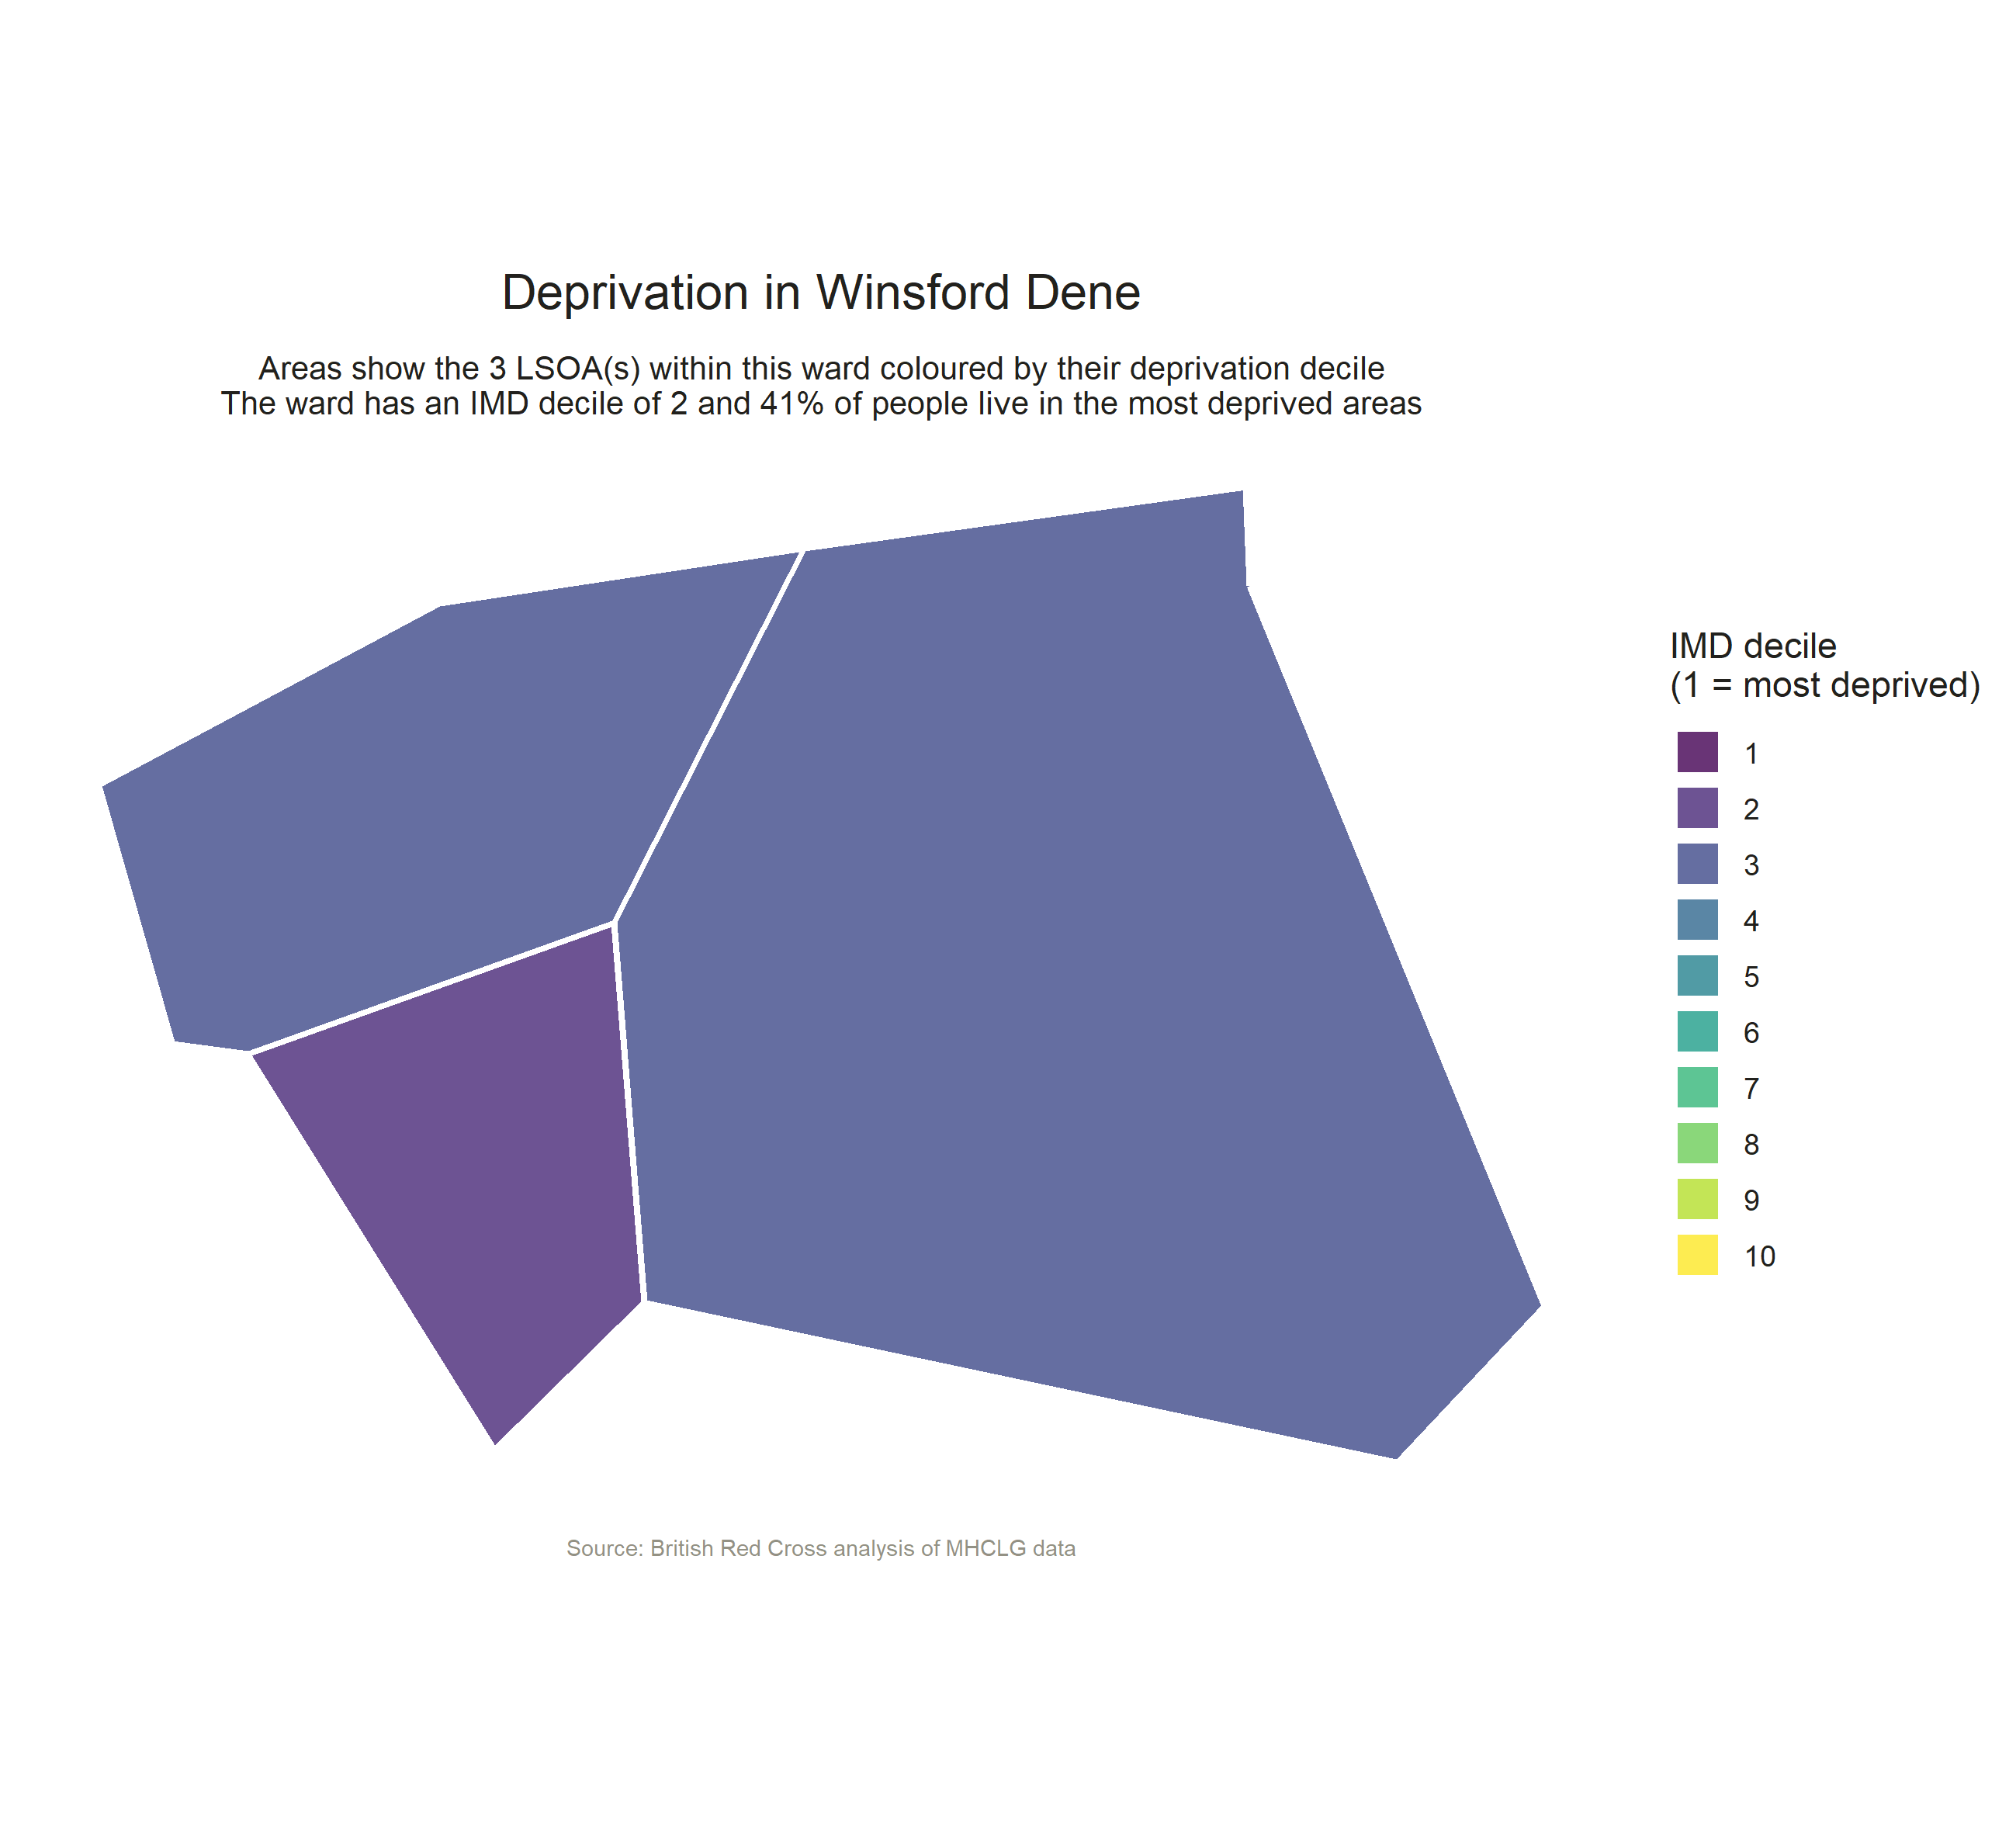 Deprivation in Winsford Dene
Areas show the 3 LSOA(s) within this ward coloured by their deprivation decile
The ward has an IMD decile of 2 and 41% of people live in the most deprived areas
IMD decile
(1 = most deprived)
1
2
3
4
5
6
7
8
9
10
Source: British Red Cross analysis of MHCLG data